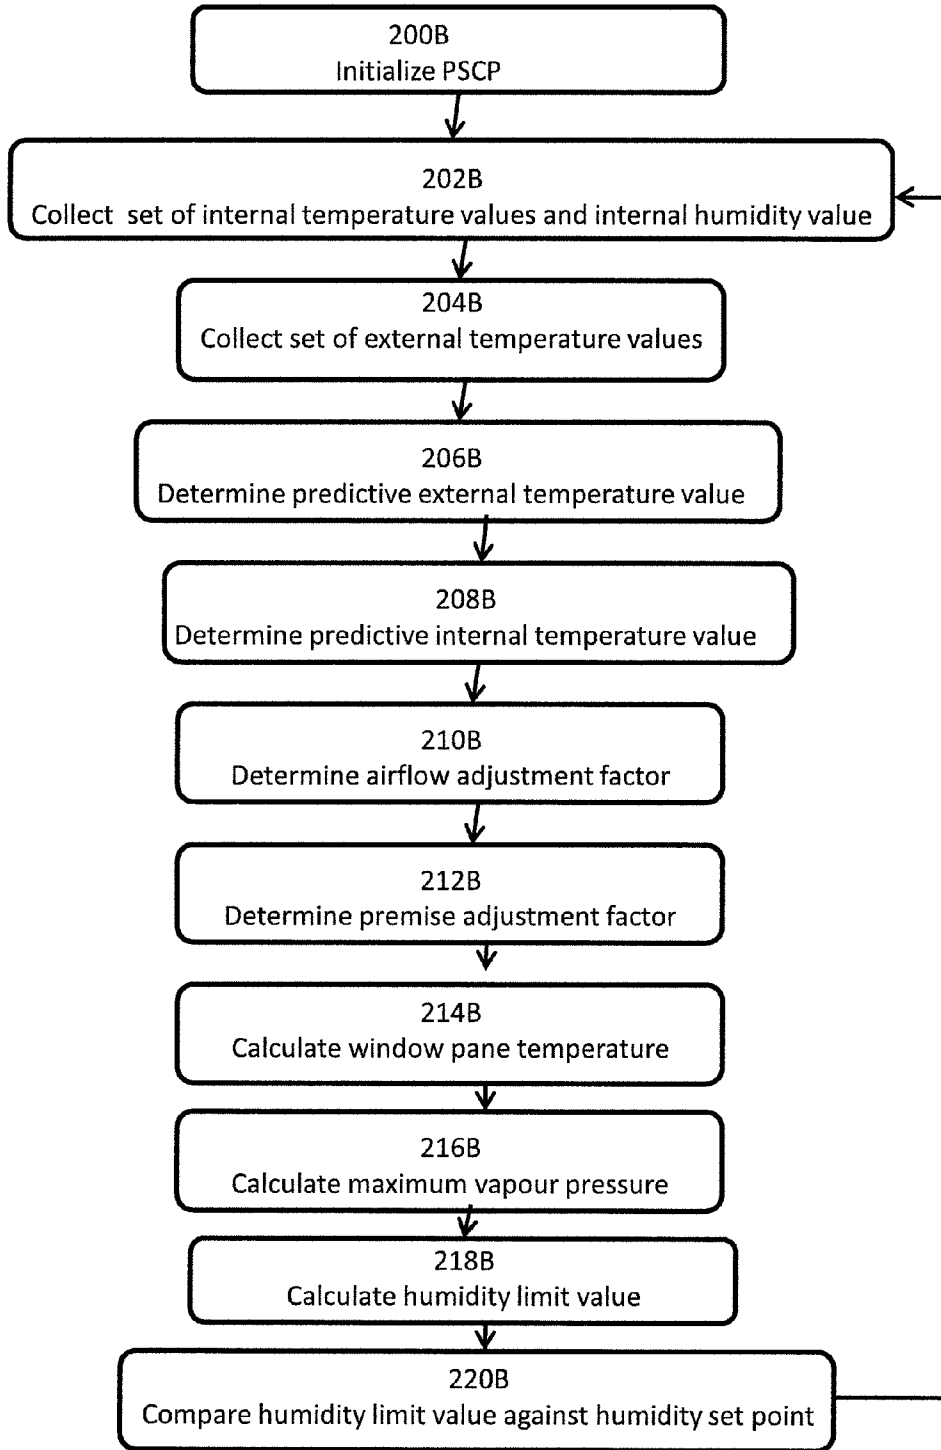 200B
Initialize PSCP
202B
Collect set of internal temperature values and internal humidity value
204B
Collect set of external temperature values
206B
Determine predictive external temperature value
208B
Determine predictive internal temperature value
210B
Determine airflow adjustment factor
212B
Determine premise adjustment factor
214B
Calculate window pane temperature
216B
Calculate maximum vapour pressure
218B
Calculate humidity limit value
220B
Compare humidity limit value against humidity set point